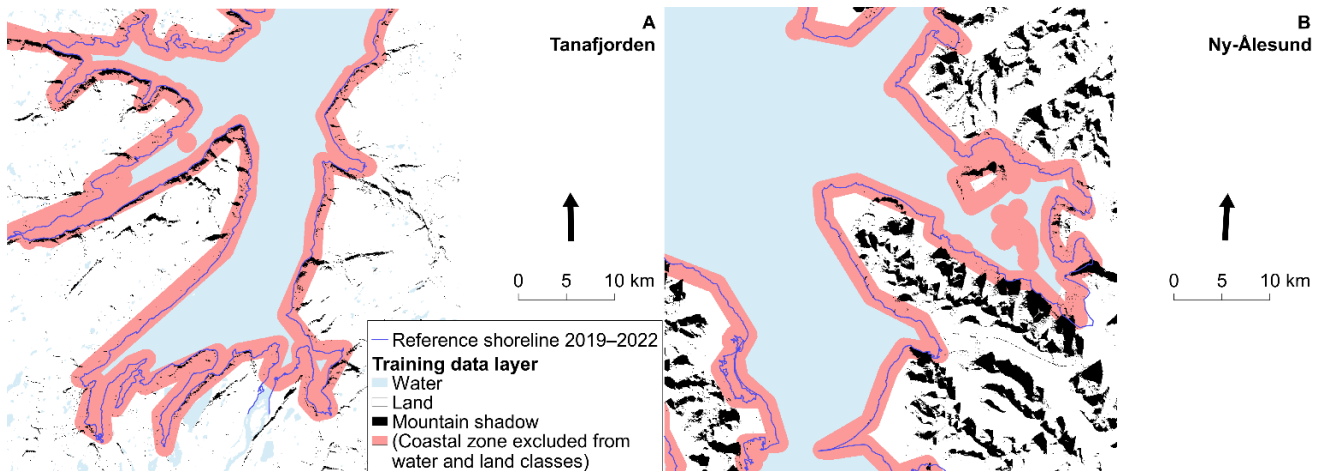 A
Tanafjorden
0 5 10 km
Reference shoreline 2019–2022
Training data layer
Water
Land
Mountain shadow
(Coastal zone excluded from
water and land classes)
B
Ny-Ålesund
0 5 10 km